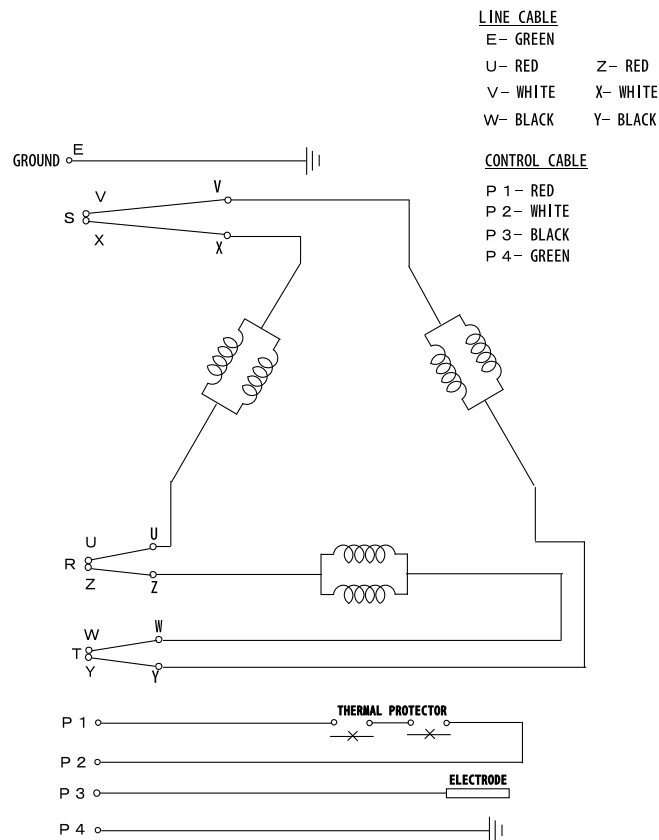 LINE CABLE
E- GREEN
U- RED Z- RED
V- WHITE X- WHITE
W- BLACK Y- BLACK
CONTROL CABLE
P 1- RED
P 2- WHITE
P 3- BLACK
P 4- GREEN
GROUND E
V V
S
X X
U U
R
Z Z
W W
T
Y Y
THERMAL PROTECTOR
P 1
P 2
ELECTRODE
P 3
P 4